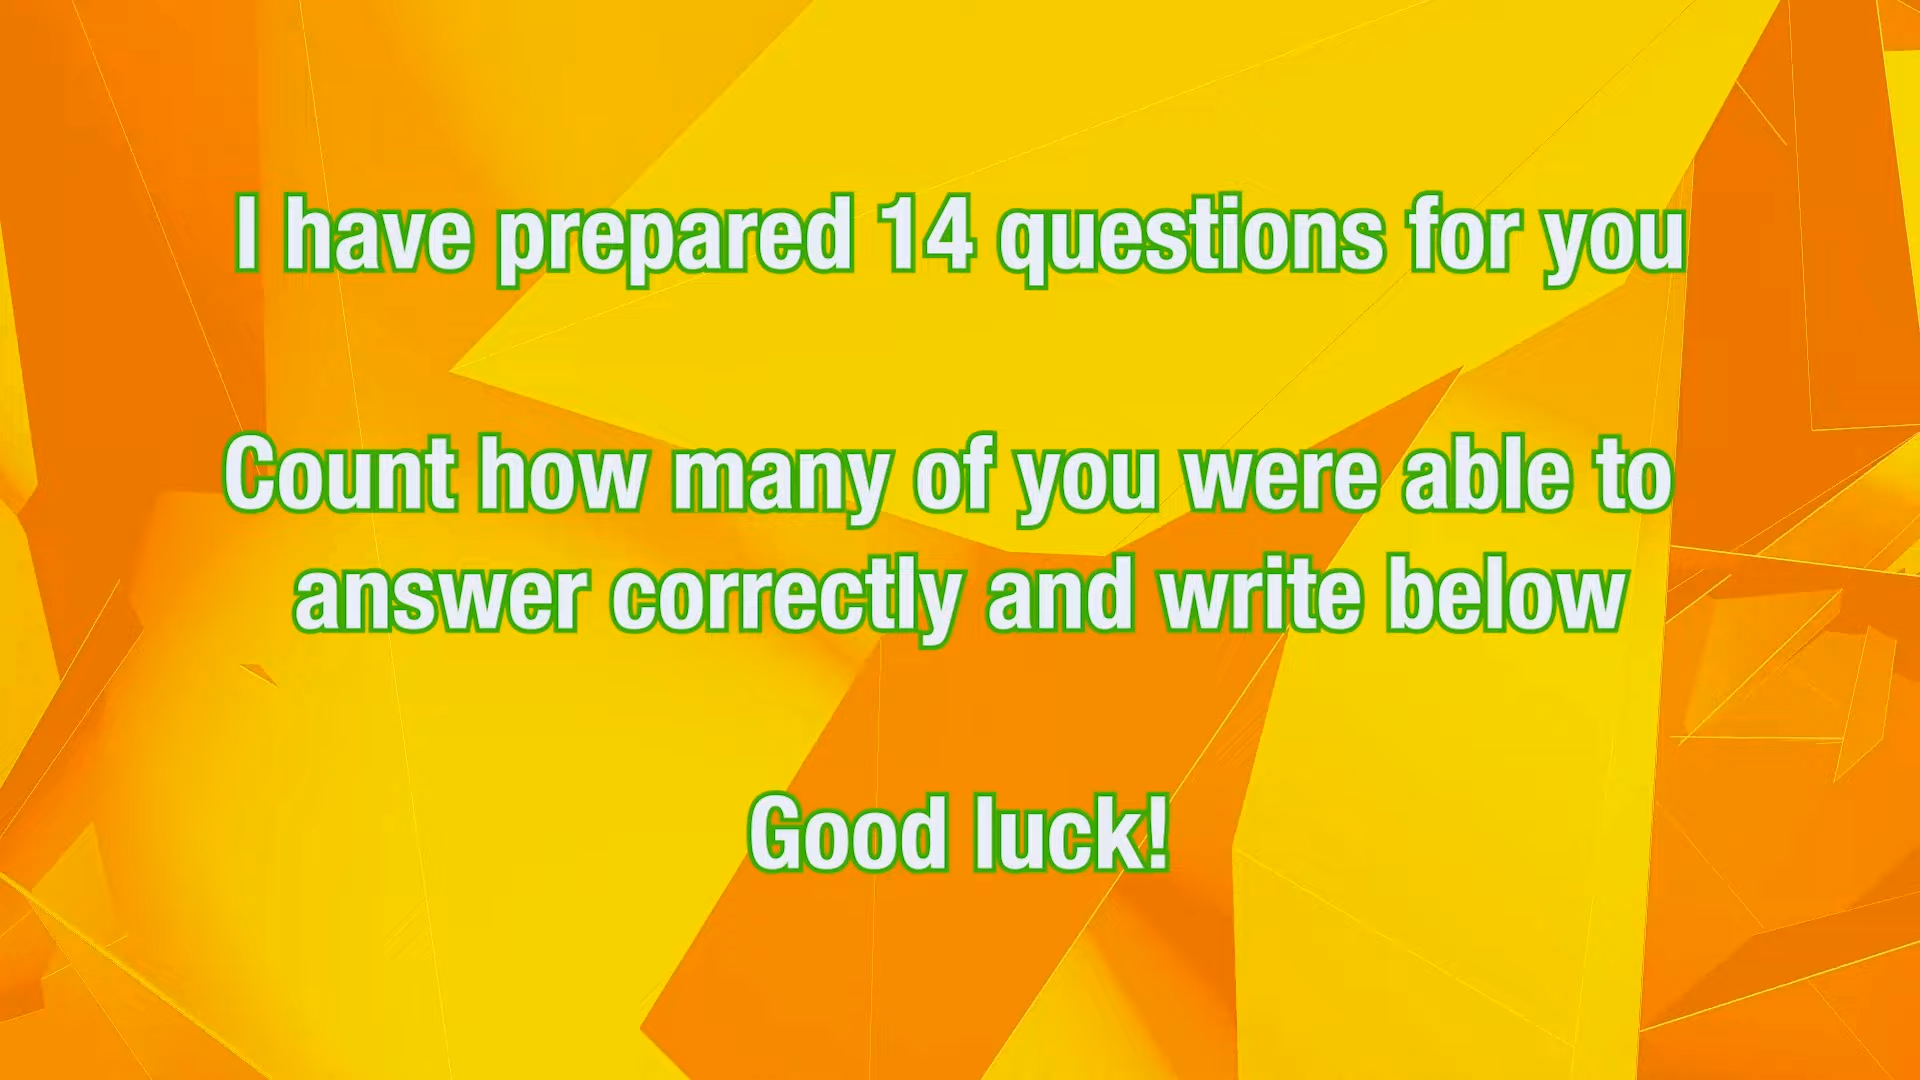 I have prepared 14 questions for you
Count how many of you were able to
answer correctly and write below
Good luck!